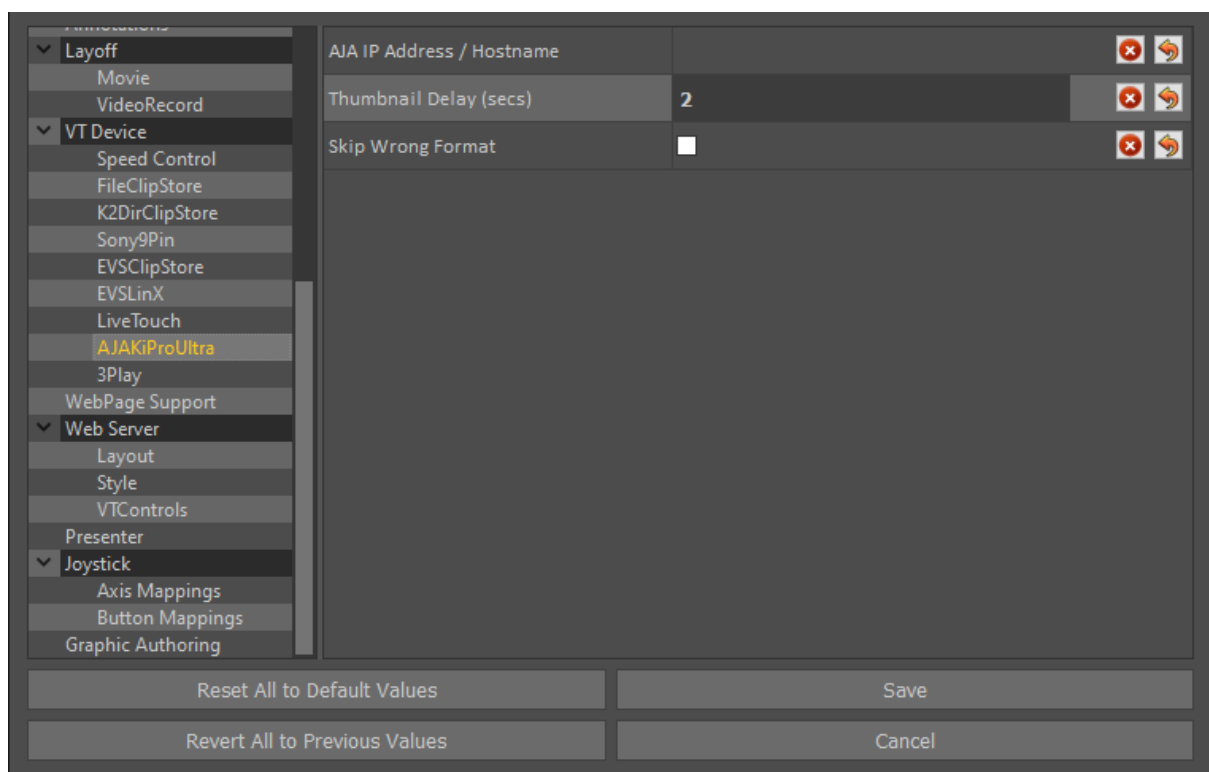 Annotations
Layoff
Movie
VideoRecord
VT Device
Speed Control
FileClipStore
K2DirClipStore
Sony9Pin
EVSClipStore
EVSLinX
LiveTouch
AJAKiProUltra
3Play
WebPage Support
Web Server
Layout
Style
VTControls
Presenter
Joystick
Axis Mappings
Button Mappings
Graphic Authoring
AJA IP Address / Hostname
Thumbnail Delay (secs) 2
Skip Wrong Format
Reset All to Default Values
Save
Revert All to Previous Values
Cancel